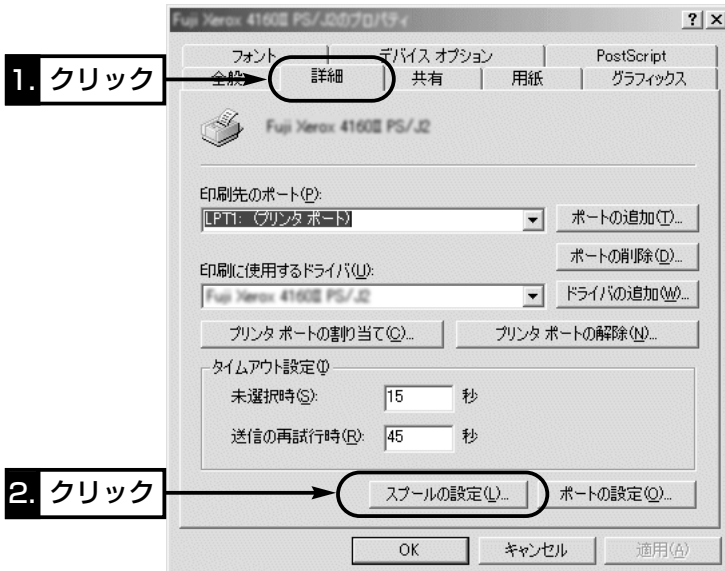 Fuji Xerox 4160Ⅱ PS/J2のプロパティ
フォント デバイス オプション PostScript
全般 詳細 共有 用紙 グラフィックス
1. クリック
Fuji Xerox 4160Ⅱ PS/J2
印刷先のポート(P):
LPT1: (プリンタ ポート) ポートの追加(T)...
ポートの削除(D)...
印刷に使用するドライバ(U):
Fuji Xerox 4160Ⅱ PS/J2 ドライバの追加(W)...
プリンタ ポートの割り当て(C)... プリンタ ポートの解除(N)...
タイムアウト設定(I)
未選択時(S): 15 秒
送信の再試行時(R): 45 秒
2. クリック
スプールの設定(L)... ポートの設定(O)...
OK キャンセル 適用(A)